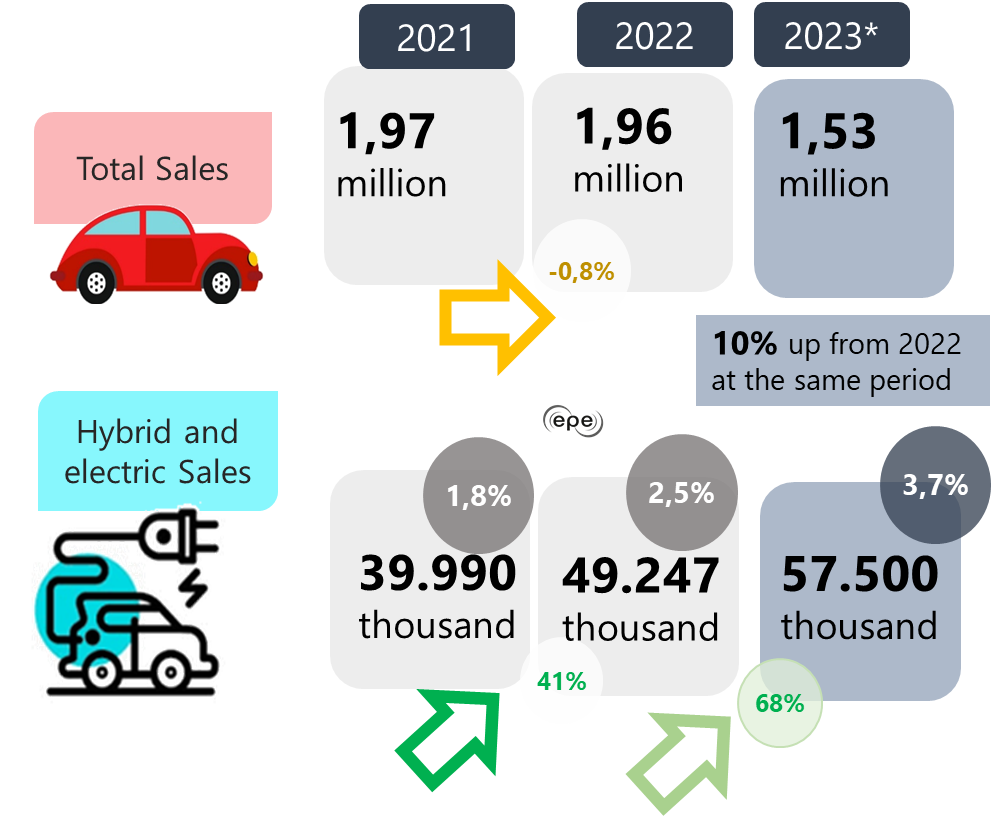 2021
2022
2023*
Total Sales
1,97
million
1,96
million
-0,8%
1,53
million
10% up from 2022
at the same period
epe
Hybrid and
electric Sales
1,8%
39.990
thousand
2,5%
49.247
thousand
41%
3,7%
57.500
thousand
68%